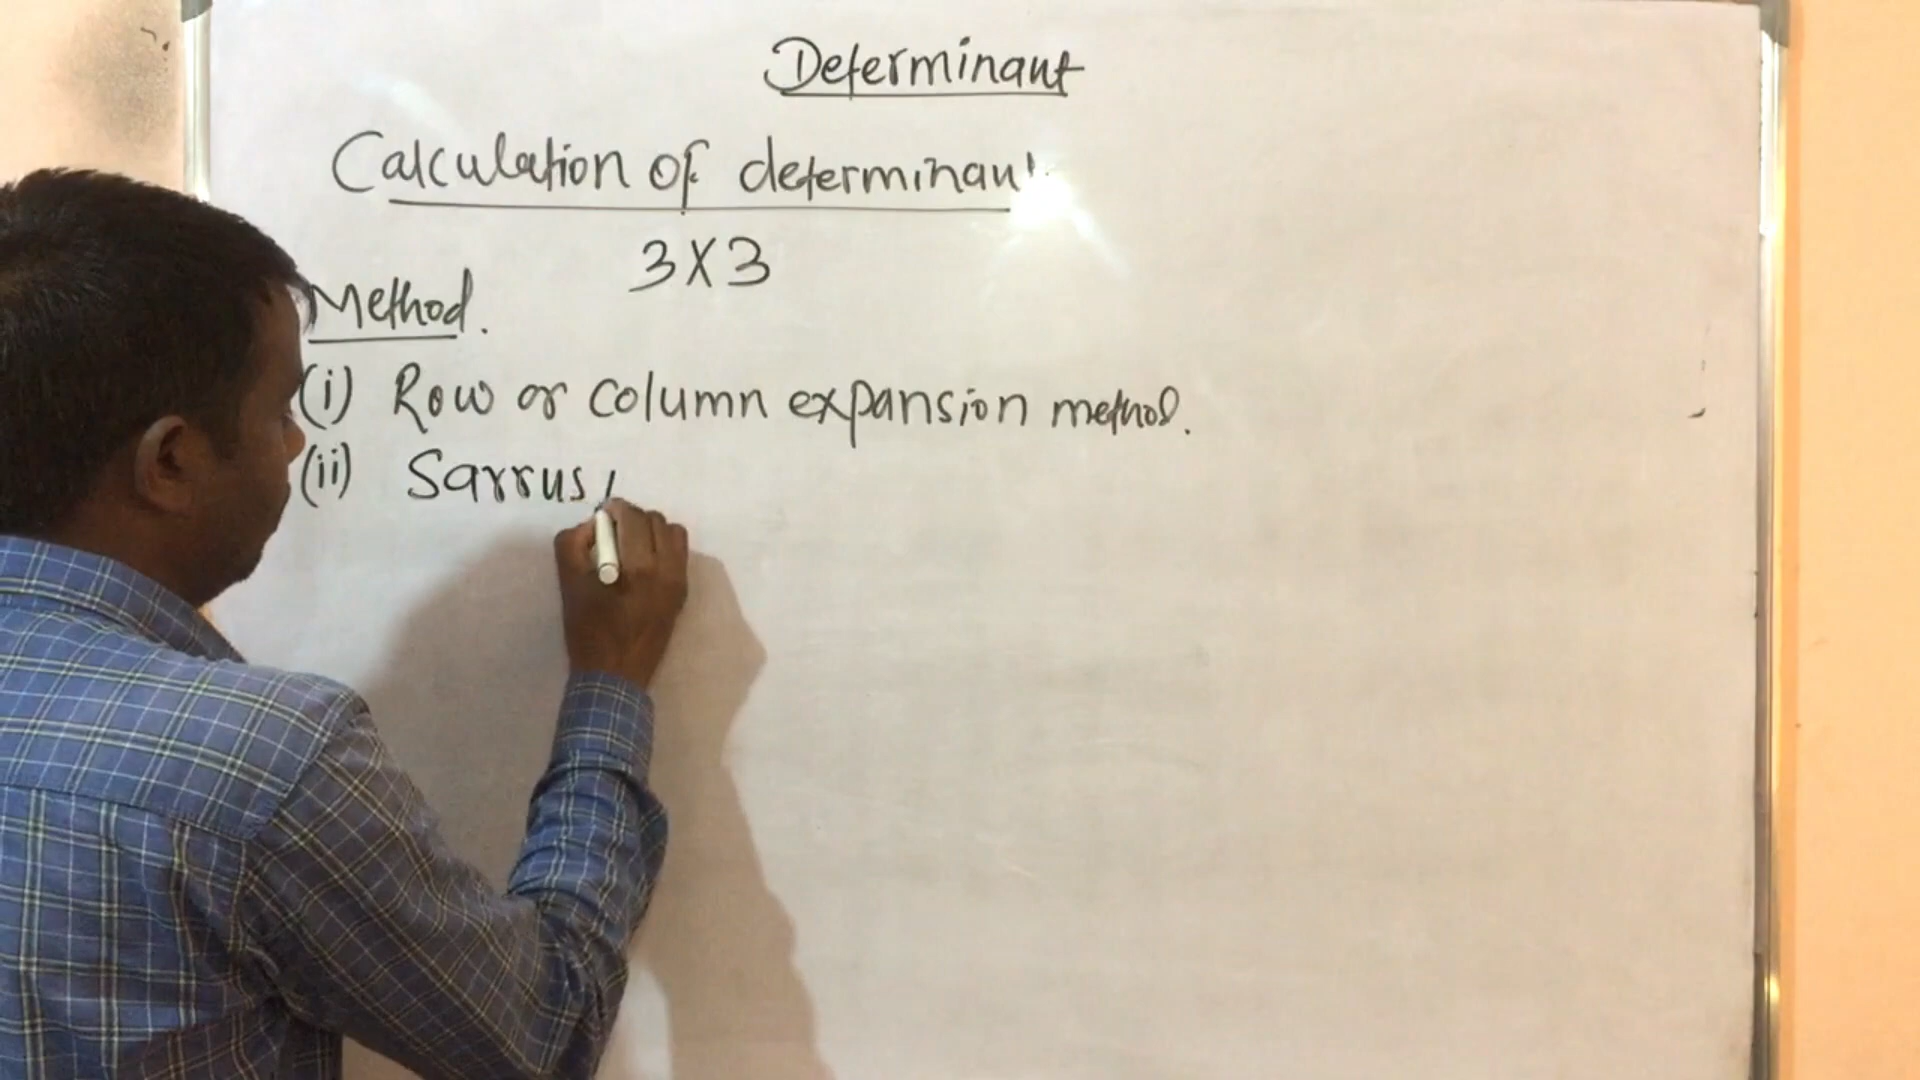 Determinant
Calculation of determinant
3X3
Method.
(i) Row or column expansion method.
(ii) Sarrus